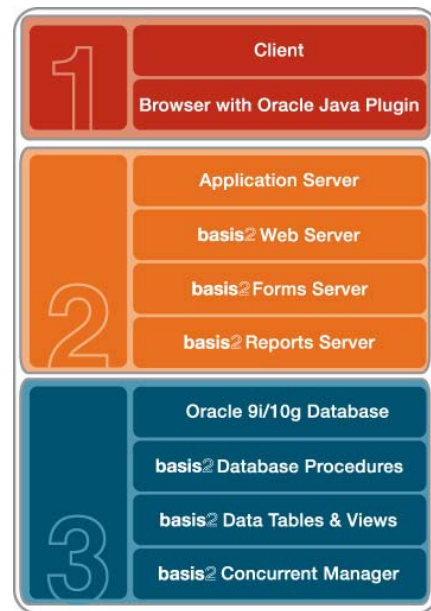 1
Client
Browser with Oracle Java Plugin
2
Application Server
basis2 Web Server
basis2 Forms Server
basis2 Reports Server
3
Oracle 9i/10g Database
basis2 Database Procedures
basis2 Data Tables & Views
basis2 Concurrent Manager